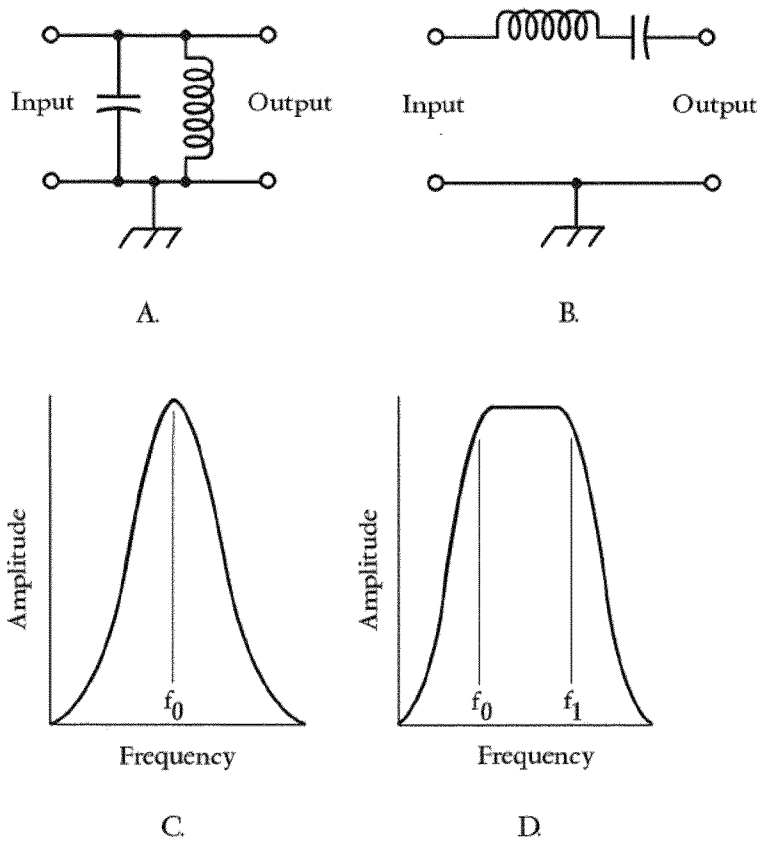 Input
Output
Input
Output
A.
B.
Amplitude
f0
Frequency
Amplitude
f0
f1
Frequency
C.
D.